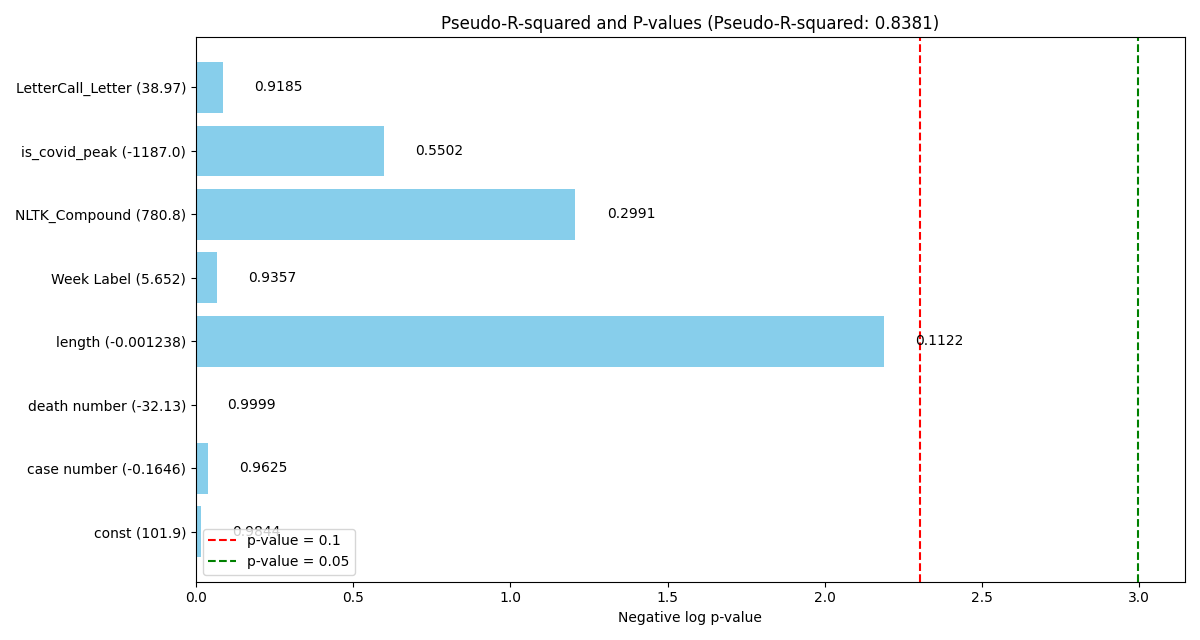 Pseudo-R-squared and P-values (Pseudo-R-squared: 0.8381)
LetterCall_Letter (38.97) 0.9185
is_covid_peak (-1187.0) 0.5502
NLTK_Compound (780.8) 0.2991
Week Label (5.652) 0.9357
length (-0.001238) 0.1122
death number (-32.13) 0.9999
case number (-0.1646) 0.9625
const (101.9) 0.9844
p-value = 0.1
p-value = 0.05
0.0 0.5 1.0 1.5 2.0 2.5 3.0
Negative log p-value